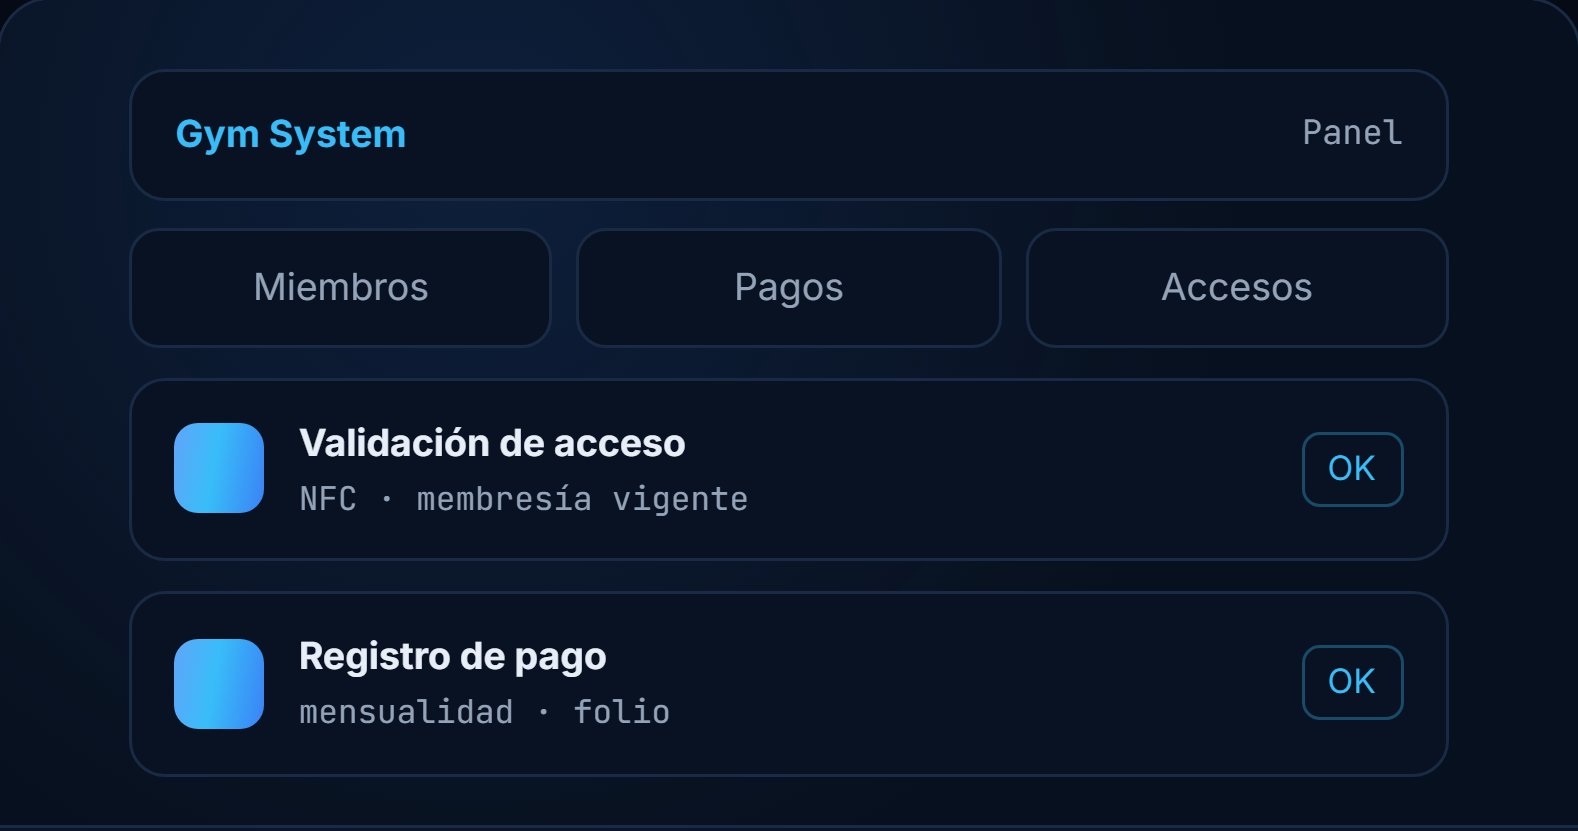 Gym System
Panel
Miembros
Pagos
Accesos
Validación de acceso
NFC · membresía vigente
OK
Registro de pago
mensualidad · folio
OK